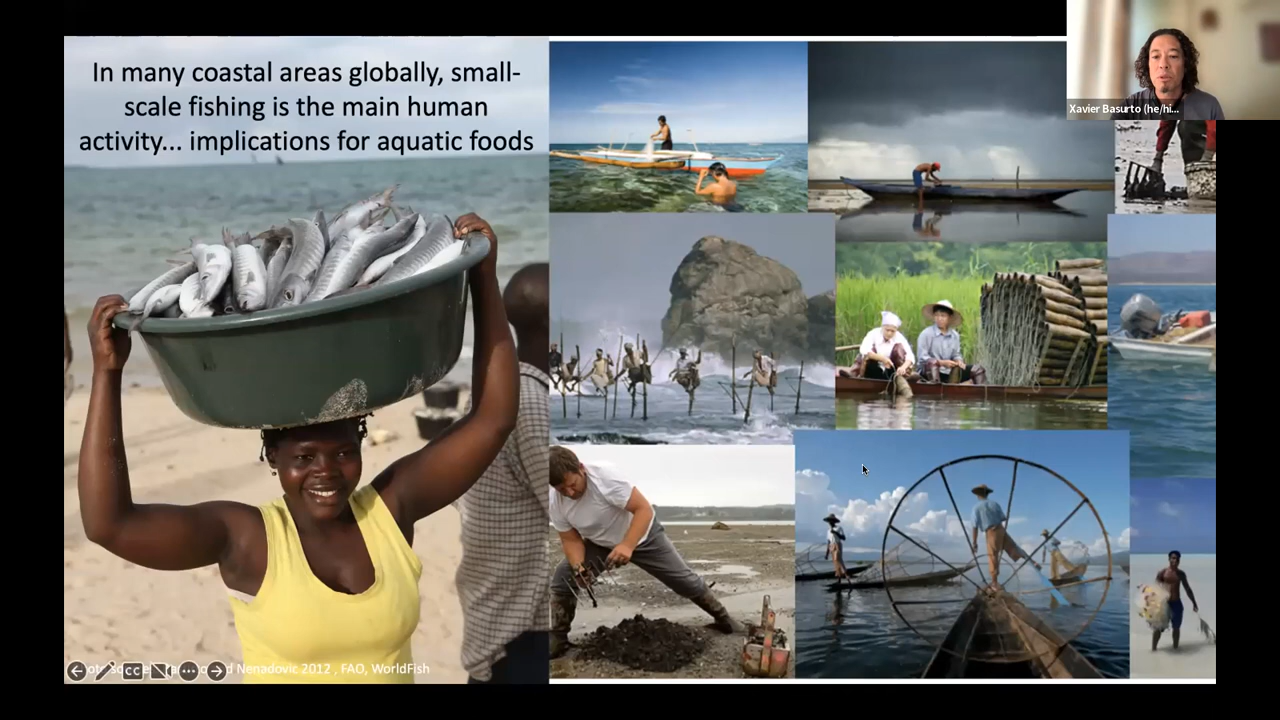 In many coastal areas globally, small-
scale fishing is the main human
activity... implications for aquatic foods
Xavier Basurto (he/hi...
Nenadovic 2012 , FAO, WorldFish
CC